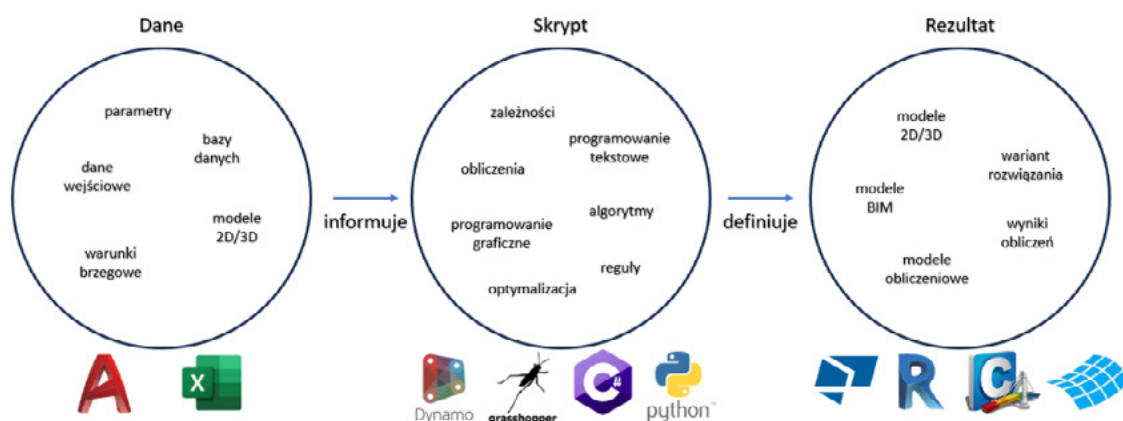 Dane
parametry
bazy
danych
dane
wejściowe
modele
2D/3D
warunki
brzegowe
informuje
Skrypt
zależności
programowanie
tekstowe
obliczenia
algorytmy
programowanie
graficzne
reguły
optymalizacja
definiuje
Rezultat
modele
2D/3D
wariant
rozwiązania
modele
BIM
wyniki
obliczeń
modele
obliczeniowe
A
X
Dynamo
grasshopper
C#
python™
R
C